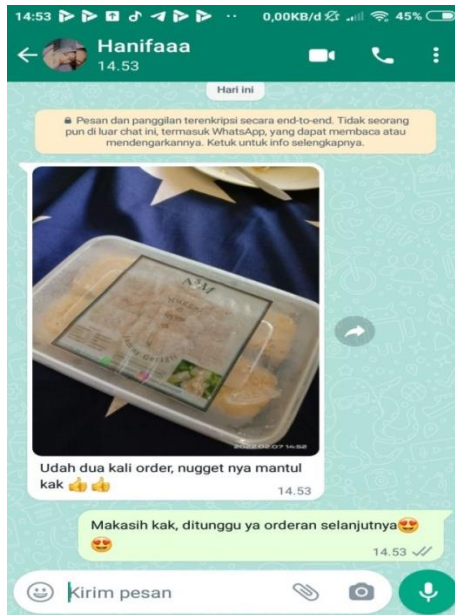 14:53
0,00KB/d
45%
Hanifaaa
14.53
Hari ini
Pesan dan panggilan terenkripsi secara end-to-end. Tidak seorang
pun di luar chat ini, termasuk WhatsApp, yang dapat membaca atau
mendengarkannya. Ketuk untuk info selengkapnya.
2022.02.07 14:52
Udah dua kali order, nugget nya mantul
kak 👍👍
14.53
Makasih kak, ditunggu ya orderan selanjutnya😍
😍
14.53
Kirim pesan